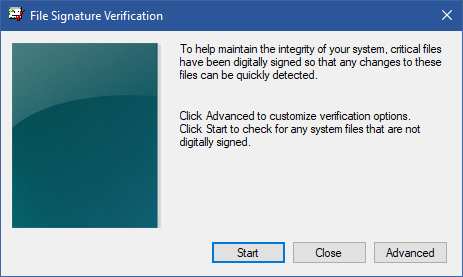 File Signature Verification
To help maintain the integrity of your system, critical files
have been digitally signed so that any changes to these
files can be quickly detected.
Click Advanced to customize verification options.
Click Start to check for any system files that are not
digitally signed.
Start
Close
Advanced